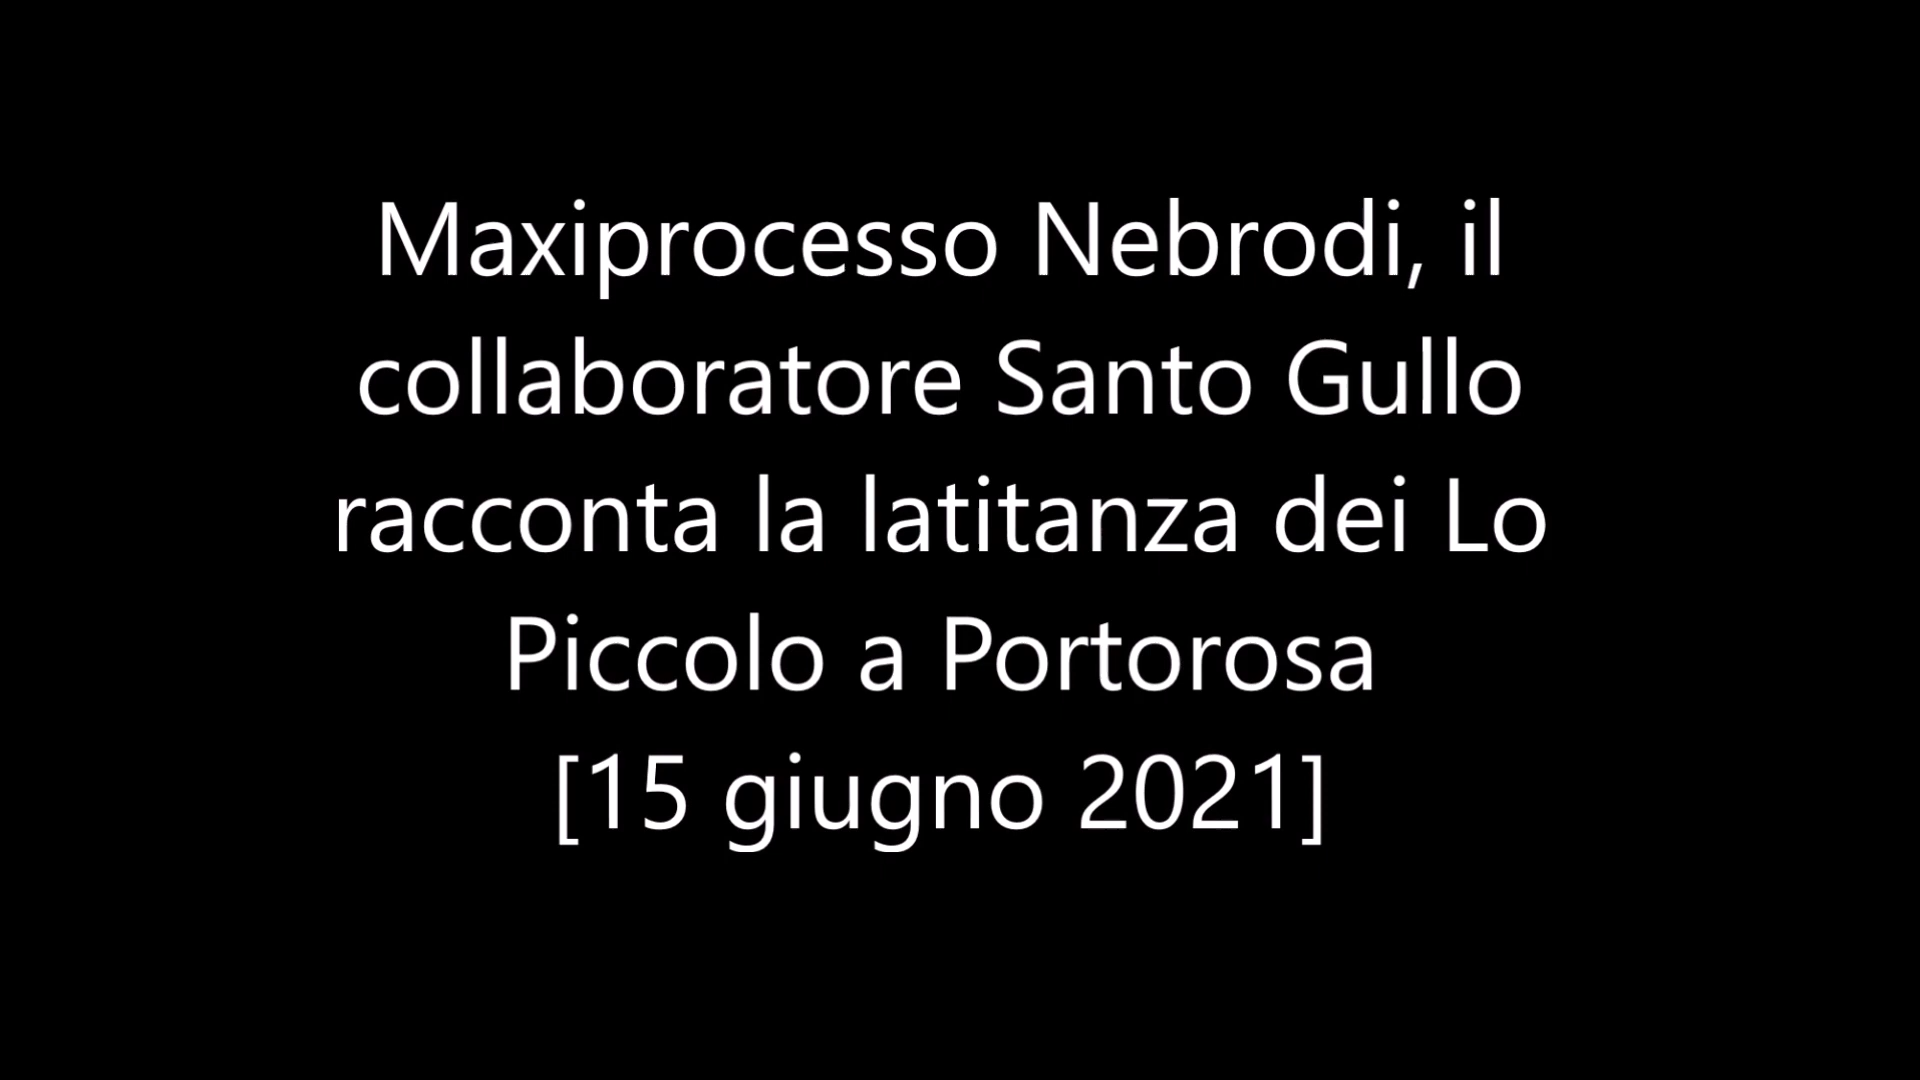 Maxiprocesso Nebrodi, il
collaboratore Santo Gullo
racconta la latitanza dei Lo
Piccolo a Portorosa
[15 giugno 2021]